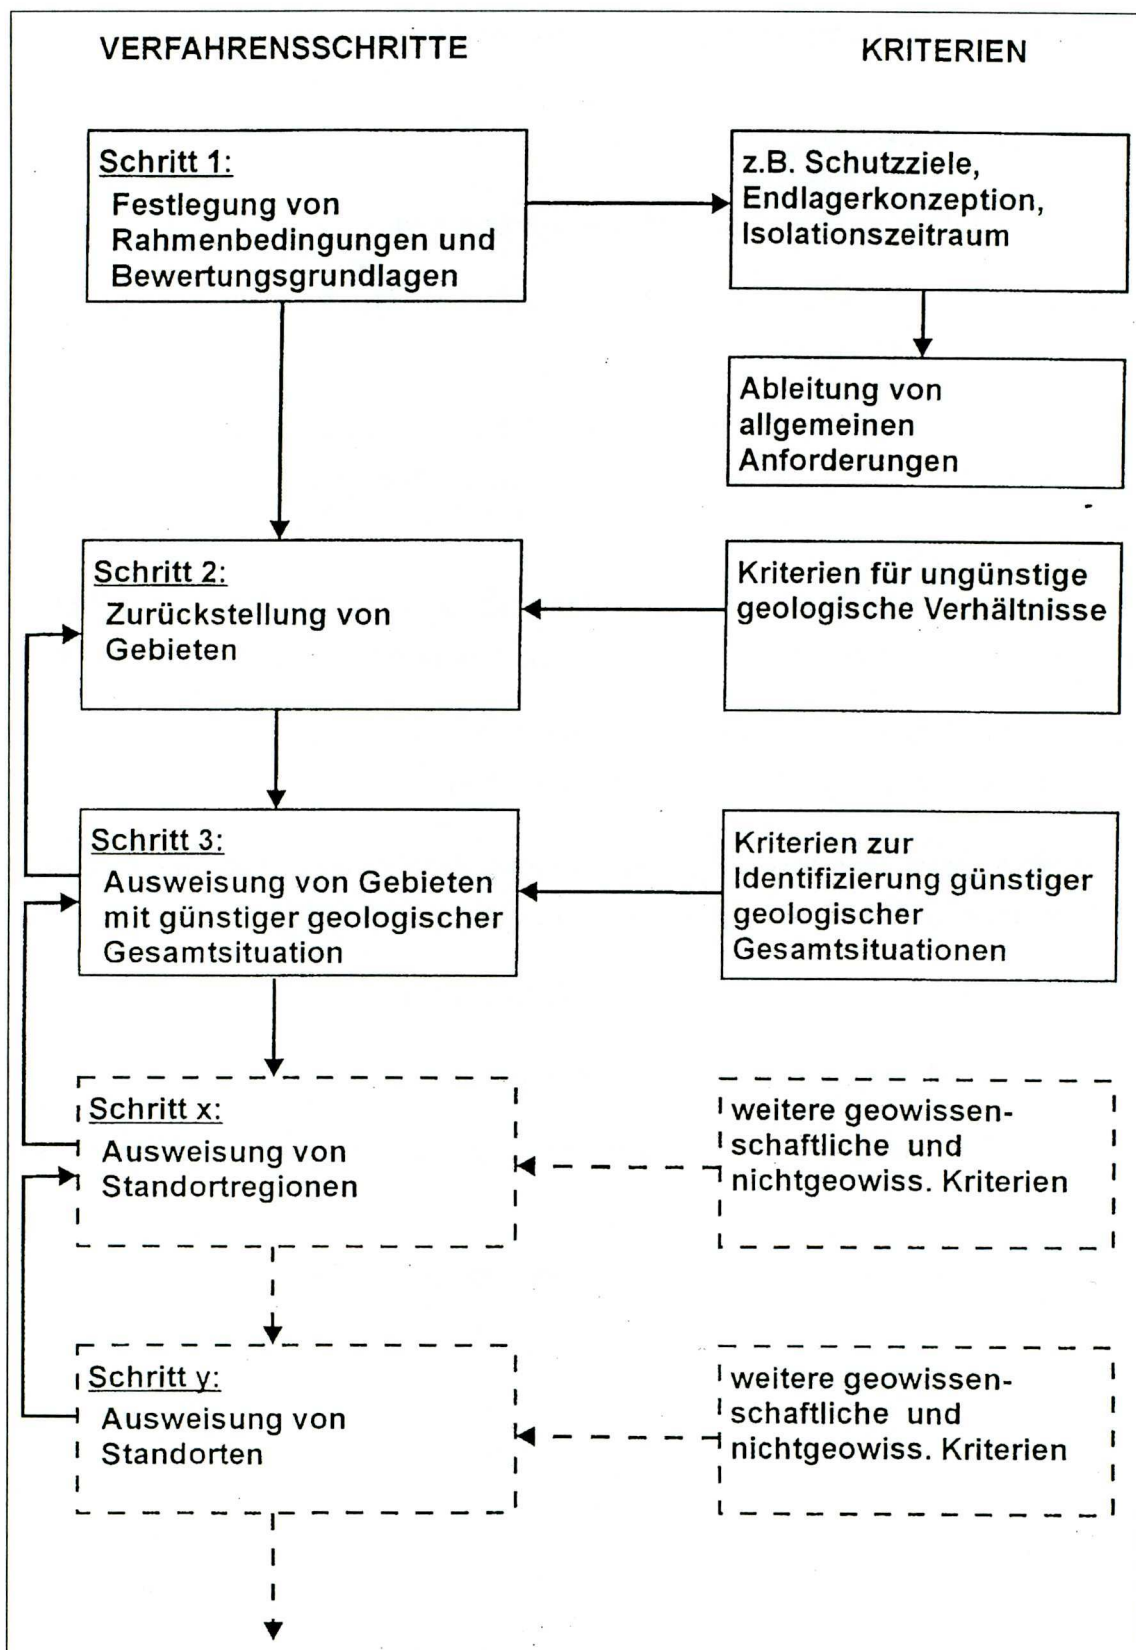 VERFAHRENSSCHRITTE
KRITERIEN
Schritt 1:
Festlegung von
Rahmenbedingungen und
Bewertungsgrundlagen
z.B. Schutzziele,
Endlagerkonzeption,
Isolationszeitraum
Ableitung von
allgemeinen
Anforderungen
Schritt 2:
Zurückstellung von
Gebieten
Kriterien für ungünstige
geologische Verhältnisse
Schritt 3:
Ausweisung von Gebieten
mit günstiger geologischer
Gesamtsituation
Kriterien zur
Identifizierung günstiger
geologischer
Gesamtsituationen
Schritt x:
Ausweisung von
Standortregionen
weitere geowissen-
schaftliche und
nichtgeowiss. Kriterien
Schritt y:
Ausweisung von
Standorten
weitere geowissen-
schaftliche und
nichtgeowiss. Kriterien